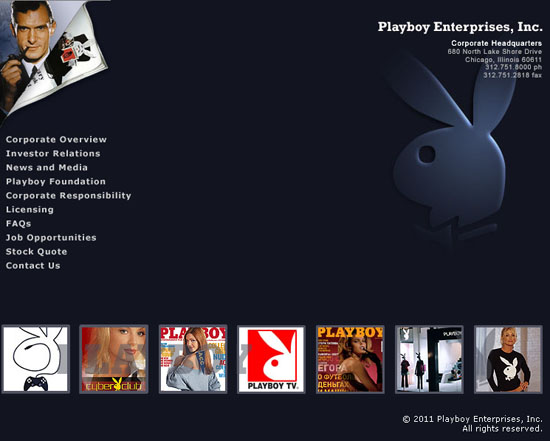 Playboy Enterprises, Inc.
Corporate Headquarters
680 North Lake Shore Drive
Chicago, Illinois 60611
312.751.8000 ph
312.751.2818 fax
Corporate Overview
Investor Relations
News and Media
Playboy Foundation
Corporate Responsibility
Licensing
FAQs
Job Opportunities
Stock Quote
Contact Us
cyber club
PLAYBOY
PLAYBOY TV.
PLAYBOY
ЕГОРА
О ФУТБО
ДЕНЬГАХ
И МАШИН
© 2011 Playboy Enterprises, Inc.
All rights reserved.